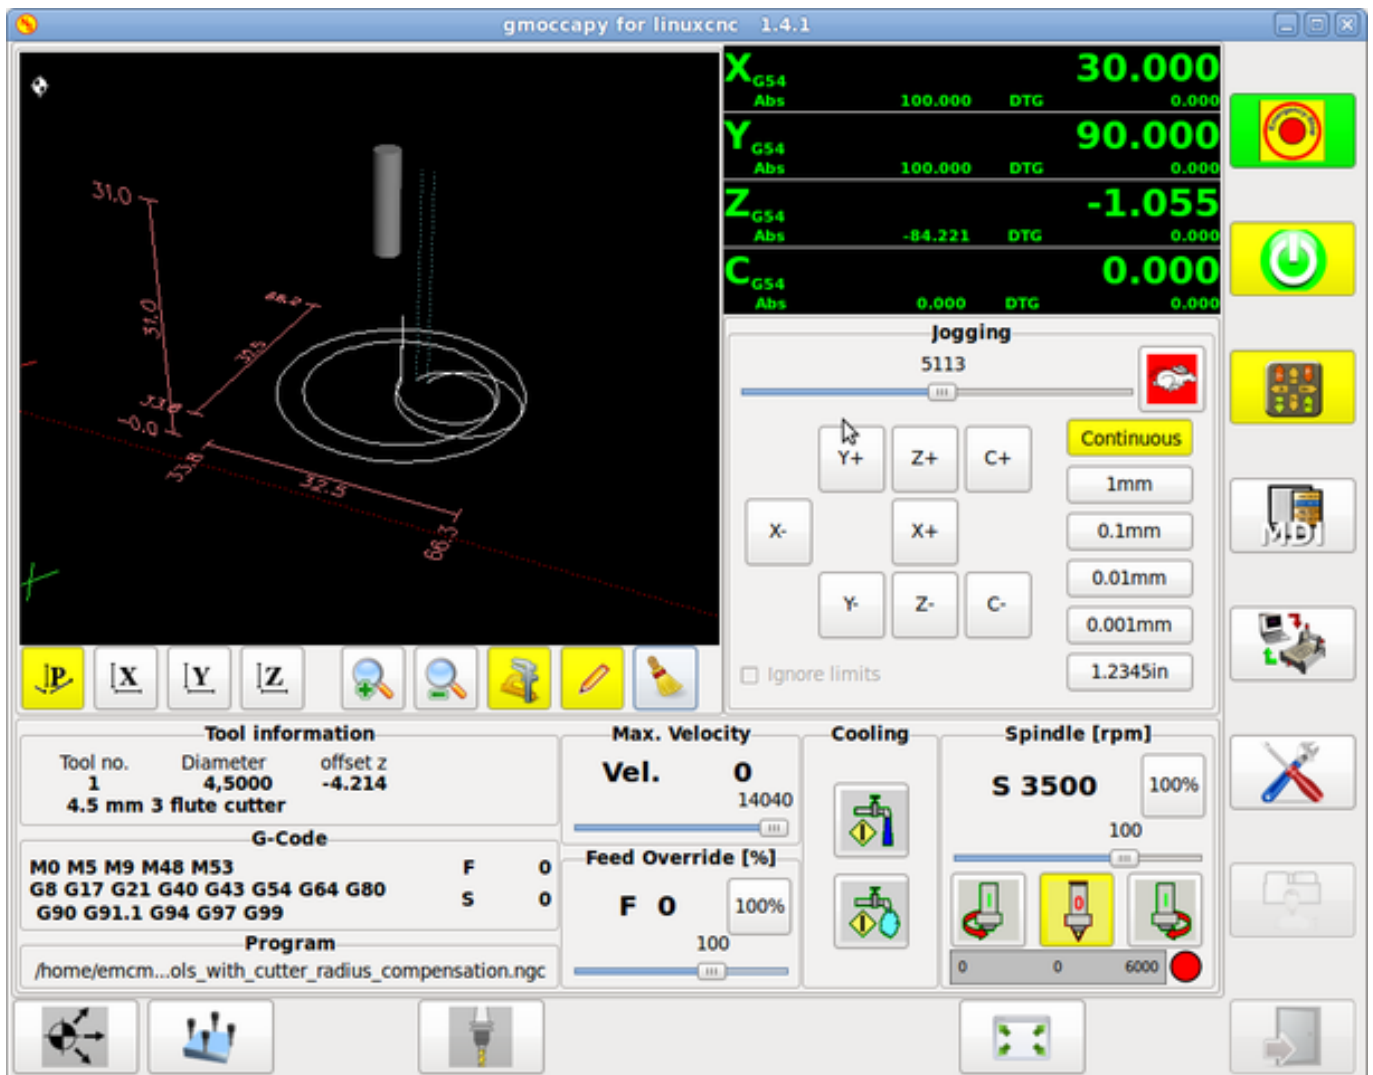 gmoccapy for linuxcnc 1.4.1
X G54 30.000
Abs 100.000 DTG 0.000
Y G54 90.000
Abs 100.000 DTG 0.000
Z G54 -1.055
Abs -84.221 DTG 0.000
C G54 0.000
Abs 0.000 DTG 0.000
31.0
31.0
33.8
-0.0
33.8
32.5
66.3
Jogging
5113
Continuous
Y+ Z+ C+
1mm
X- X+
0.1mm
0.01mm
Y- Z- C-
0.001mm
Ignore limits
1.2345in
P X Y Z
MDI
Tool information
Tool no. Diameter offset z
1 4,5000 -4.214
4.5 mm 3 flute cutter
G-Code
M0 M5 M9 M48 M53
G8 G17 G21 G40 G43 G54 G64 G80
G90 G91.1 G94 G97 G99
F 0
S 0
Program
/home/emcm...ols_with_cutter_radius_compensation.ngc
Max. Velocity
Vel. 0
14040
Feed Override [%]
F 0 100%
100
Cooling
Spindle [rpm]
S 3500 100%
100
0 0 6000